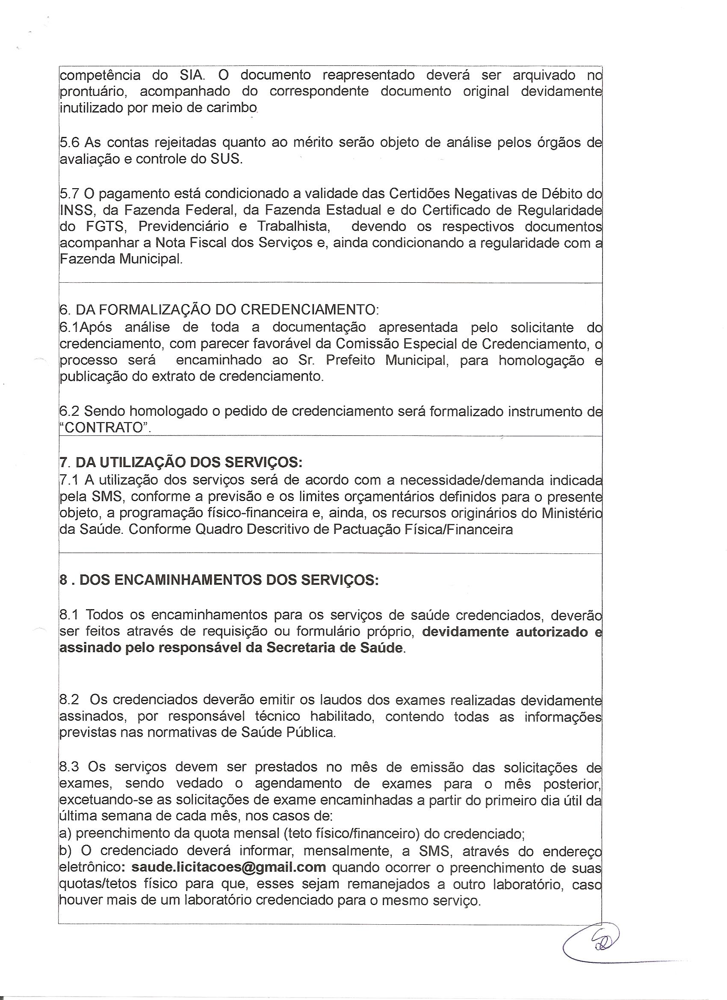 competência do SIA. O documento reapresentado deverá ser arquivado no
prontuário, acompanhado do correspondente documento original devidamente
inutilizado por meio de carimbo.
5.6 As contas rejeitadas quanto ao mérito serão objeto de análise pelos órgãos de
avaliação e controle do SUS.
5.7 O pagamento está condicionado a validade das Certidões Negativas de Débito do
INSS, da Fazenda Federal, da Fazenda Estadual e do Certificado de Regularidade
do FGTS, Previdenciário e Trabalhista, devendo os respectivos documentos
acompanhar a Nota Fiscal dos Serviços e, ainda condicionando a regularidade com a
Fazenda Municipal.
6. DA FORMALIZAÇÃO DO CREDENCIAMENTO:
6.1Após análise de toda a documentação apresentada pelo solicitante do
credenciamento, com parecer favorável da Comissão Especial de Credenciamento, o
processo será encaminhado ao Sr. Prefeito Municipal, para homologação e
publicação do extrato de credenciamento.
6.2 Sendo homologado o pedido de credenciamento será formalizado instrumento de
“CONTRATO”.
7. DA UTILIZAÇÃO DOS SERVIÇOS:
7.1 A utilização dos serviços será de acordo com a necessidade/demanda indicada
pela SMS, conforme a previsão e os limites orçamentários definidos para o presente
objeto, a programação físico-financeira e, ainda, os recursos originários do Ministério
da Saúde. Conforme Quadro Descritivo de Pactuação Física/Financeira
8 . DOS ENCAMINHAMENTOS DOS SERVIÇOS:
8.1 Todos os encaminhamentos para os serviços de saúde credenciados, deverão
ser feitos através de requisição ou formulário próprio, devidamente autorizado e
assinado pelo responsável da Secretaria de Saúde.
8.2 Os credenciados deverão emitir os laudos dos exames realizadas devidamente
assinados, por responsável técnico habilitado, contendo todas as informações
previstas nas normativas de Saúde Pública.
8.3 Os serviços devem ser prestados no mês de emissão das solicitações de
exames, sendo vedado o agendamento de exames para o mês posterior,
excetuando-se as solicitações de exame encaminhadas a partir do primeiro dia útil da
última semana de cada mês, nos casos de:
a) preenchimento da quota mensal (teto físico/financeiro) do credenciado;
b) O credenciado deverá informar, mensalmente, a SMS, através do endereço
eletrônico: saude.licitacoes@gmail.com quando ocorrer o preenchimento de suas
quotas/tetos físico para que, esses sejam remanejados a outro laboratório, caso
houver mais de um laboratório credenciado para o mesmo serviço.